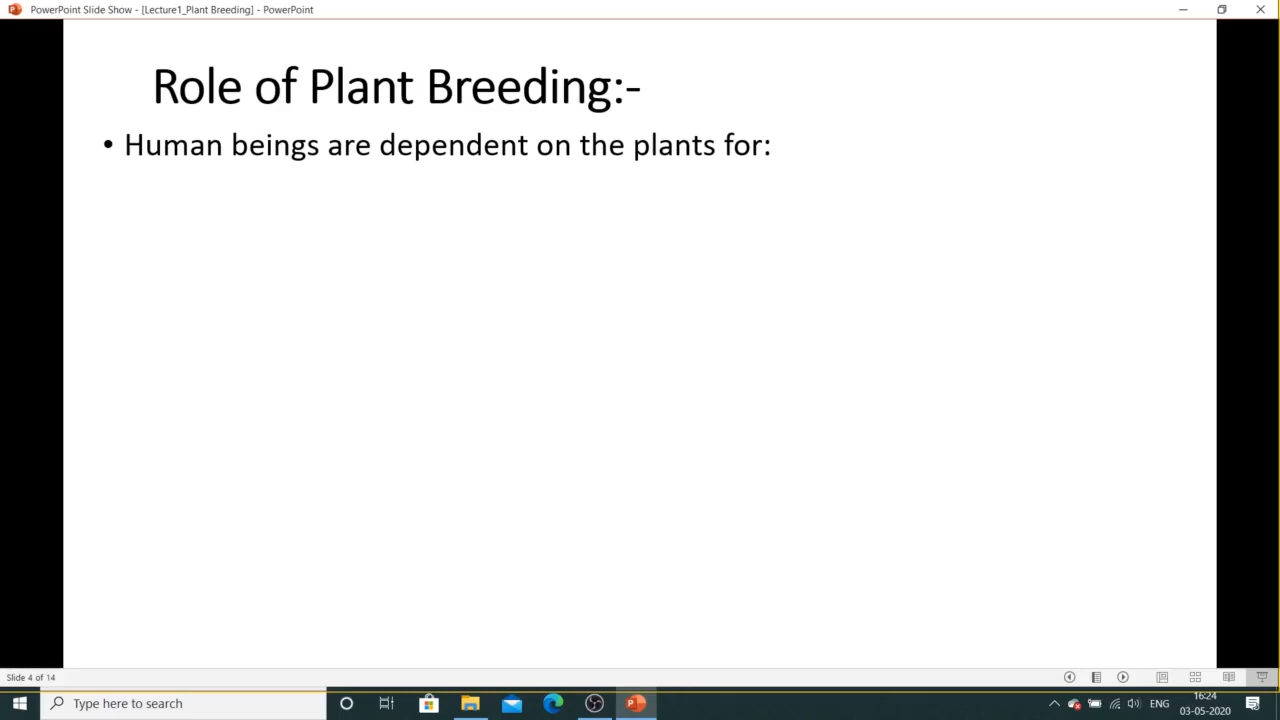 PowerPoint Slide Show - [Lecture1_Plant Breeding] - PowerPoint
Role of Plant Breeding:-
• Human beings are dependent on the plants for:
Slide 4 of 14
Type here to search
ENG
16:24
03-05-2020